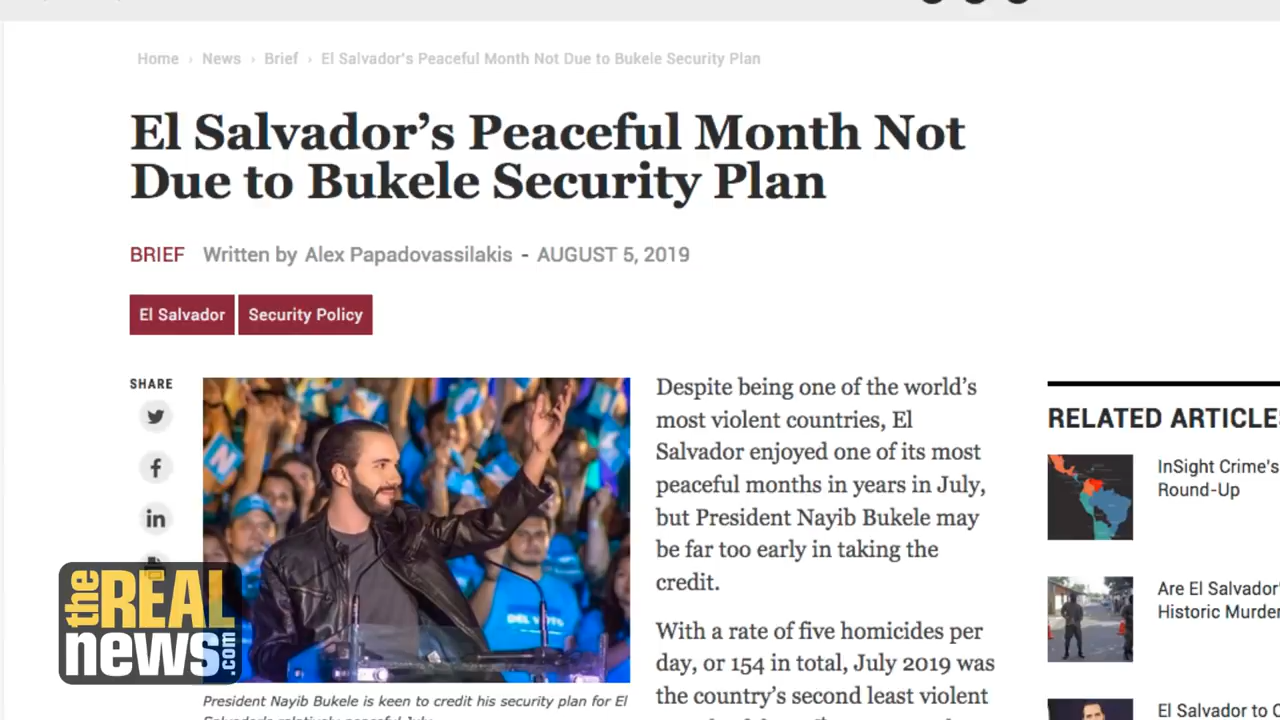 Home › News › Brief › El Salvador's Peaceful Month Not Due to Bukele Security Plan
El Salvador’s Peaceful Month Not
Due to Bukele Security Plan
BRIEF Written by Alex Papadovassilakis - AUGUST 5, 2019
El Salvador Security Policy
SHARE
Despite being one of the world’s
most violent countries, El
Salvador enjoyed one of its most
peaceful months in years in July,
but President Nayib Bukele may
be far too early in taking the
credit.
With a rate of five homicides per
day, or 154 in total, July 2019 was
the country’s second least violent
President Nayib Bukele is keen to credit his security plan for El
RELATED ARTICLES
InSight Crime's
Round-Up
Are El Salvador'
Historic Murder
El Salvador to
the REAL
news.com